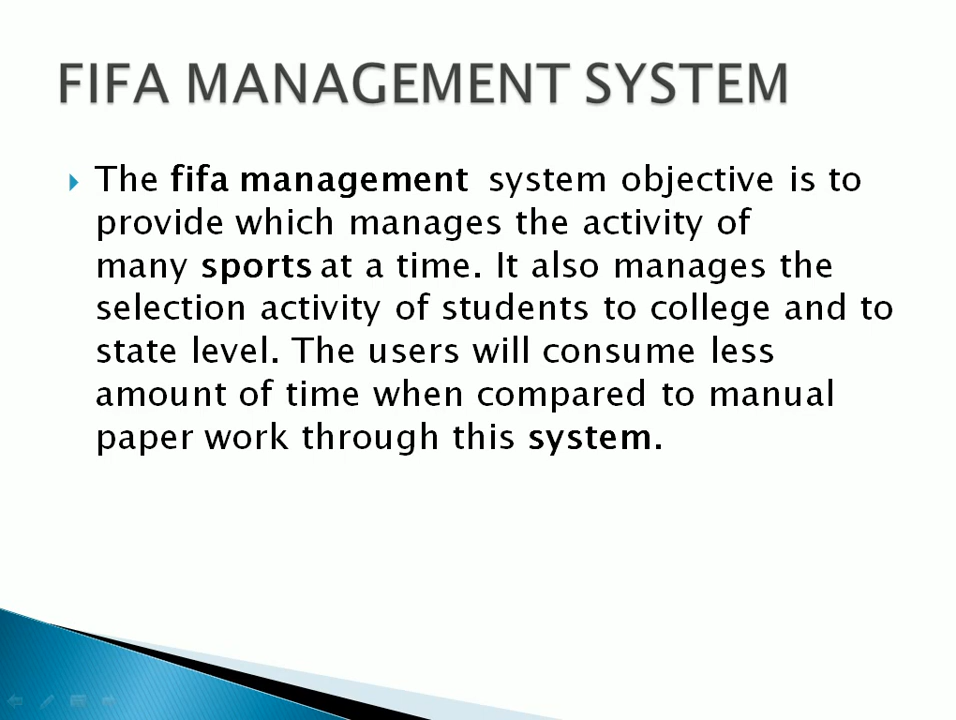 FIFA MANAGEMENT SYSTEM
The fifa management system objective is to
provide which manages the activity of
many sports at a time. It also manages the
selection activity of students to college and to
state level. The users will consume less
amount of time when compared to manual
paper work through this system.